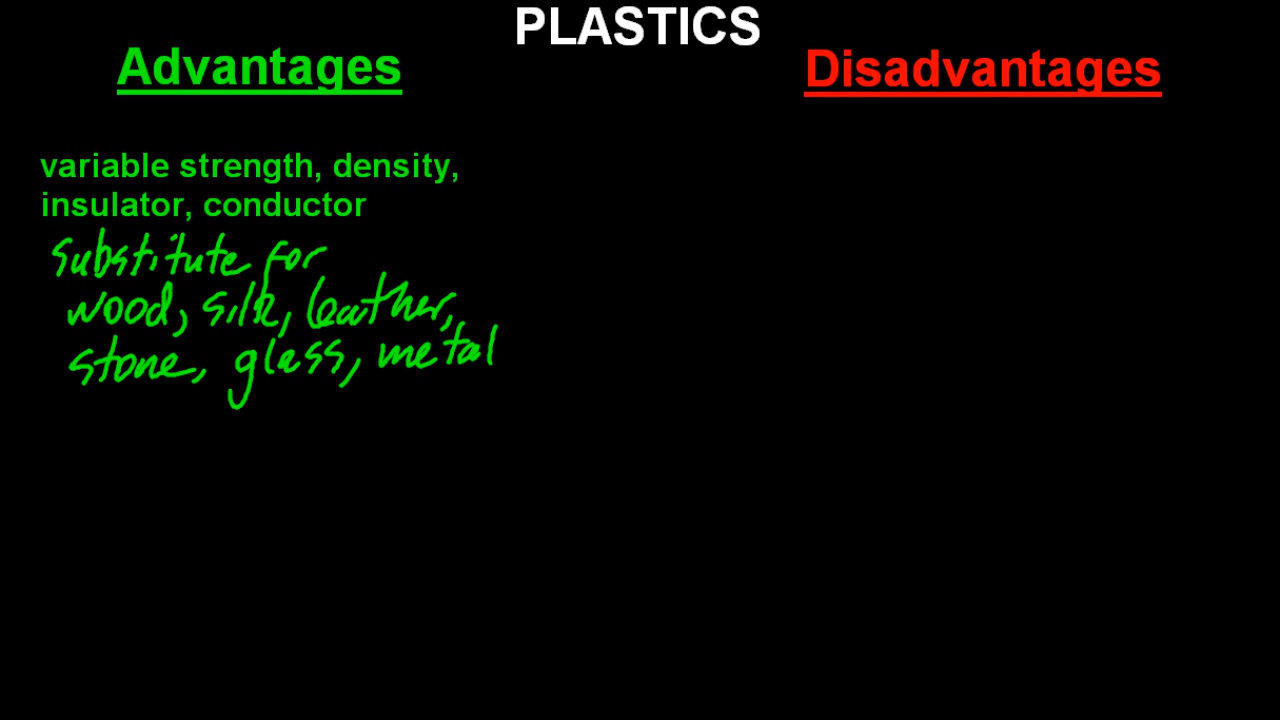 PLASTICS
Advantages
Disadvantages
variable strength, density,
insulator, conductor
substitute for
wood, silk, leather,
stone, glass, metal